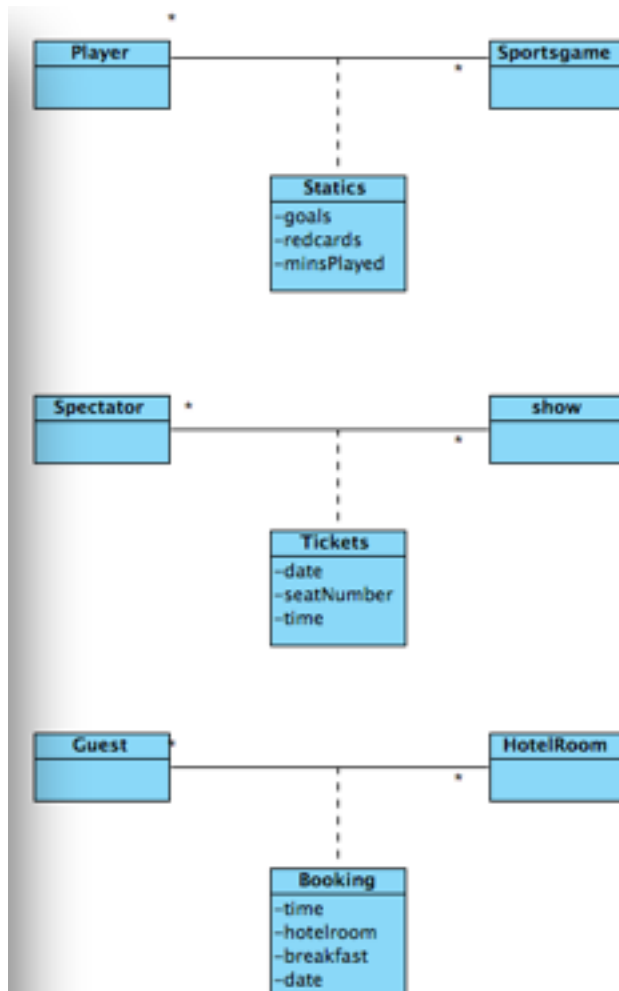 *
Player
Sportsgame
*
Statics
-goals
-redcards
-minsPlayed
Spectator
*
show
*
Tickets
-date
-seatNumber
-time
Guest
*
HotelRoom
*
Booking
-time
-hotelroom
-breakfast
-date